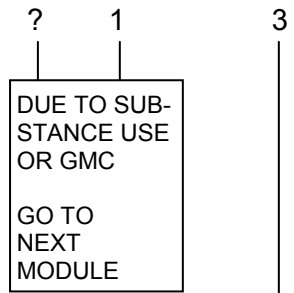 ? 1 3
DUE TO SUB-
STANCE USE
OR GMC
GO TO
NEXT
MODULE